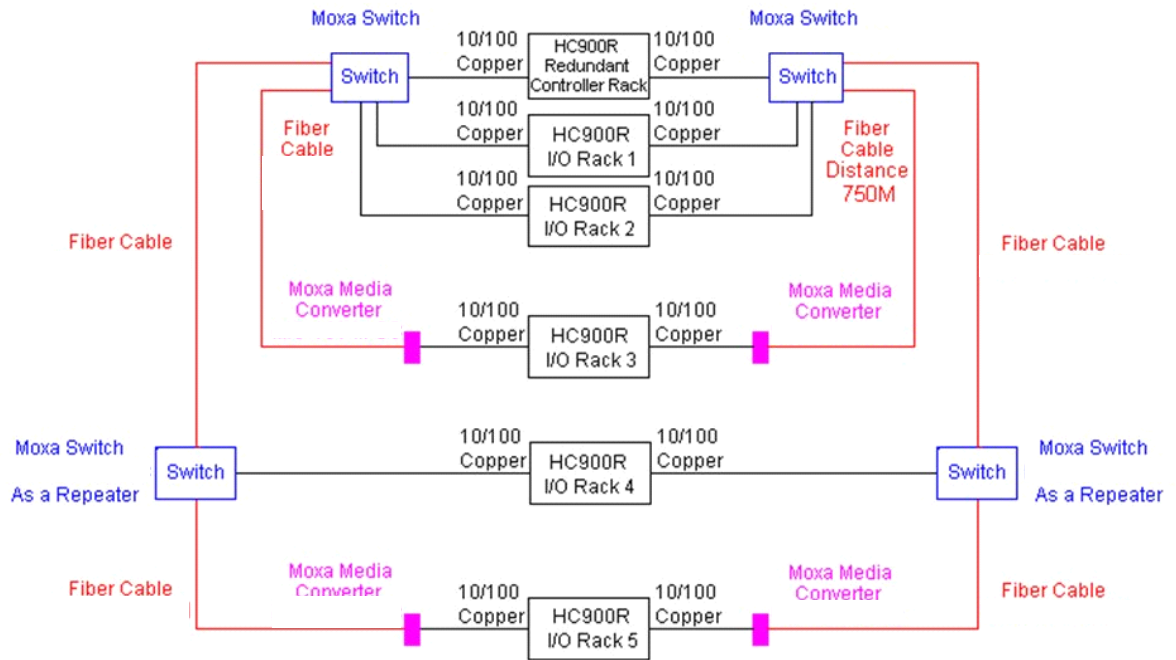 Moxa Switch
Moxa Switch
10/100
Copper
HC900R
Redundant
Controller Rack
10/100
Copper
Switch
Switch
10/100
Copper
HC900R
I/O Rack 1
10/100
Copper
Fiber
Cable
Fiber
Cable
Distance
750M
10/100
Copper
HC900R
I/O Rack 2
10/100
Copper
Fiber Cable
Fiber Cable
Moxa Media
Converter
10/100
Copper
HC900R
I/O Rack 3
10/100
Copper
Moxa Media
Converter
Moxa Switch
As a Repeater
Switch
10/100
Copper
HC900R
I/O Rack 4
10/100
Copper
Switch
Moxa Switch
As a Repeater
Fiber Cable
Moxa Media
Converter
10/100
Copper
HC900R
I/O Rack 5
10/100
Copper
Moxa Media
Converter
Fiber Cable